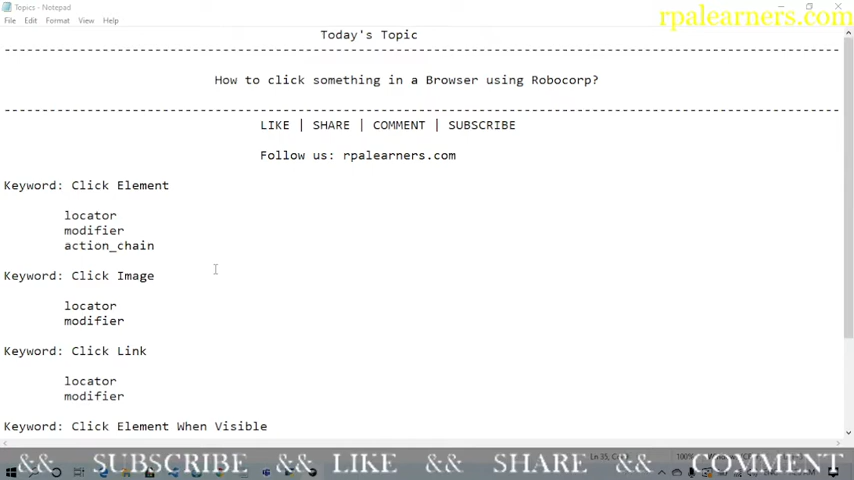 Topics - Notepad
rpalearners.com
File Edit Format View Help
Today's Topic
How to click something in a Browser using Robocorp?
LIKE | SHARE | COMMENT | SUBSCRIBE
Follow us: rpalearners.com
Keyword: Click Element
locator
modifier
action_chain
Keyword: Click Image
locator
modifier
Keyword: Click Link
locator
modifier
Keyword: Click Element When Visible
&& SUBSCRIBE && LIKE && SHARE && COMMENT
100%